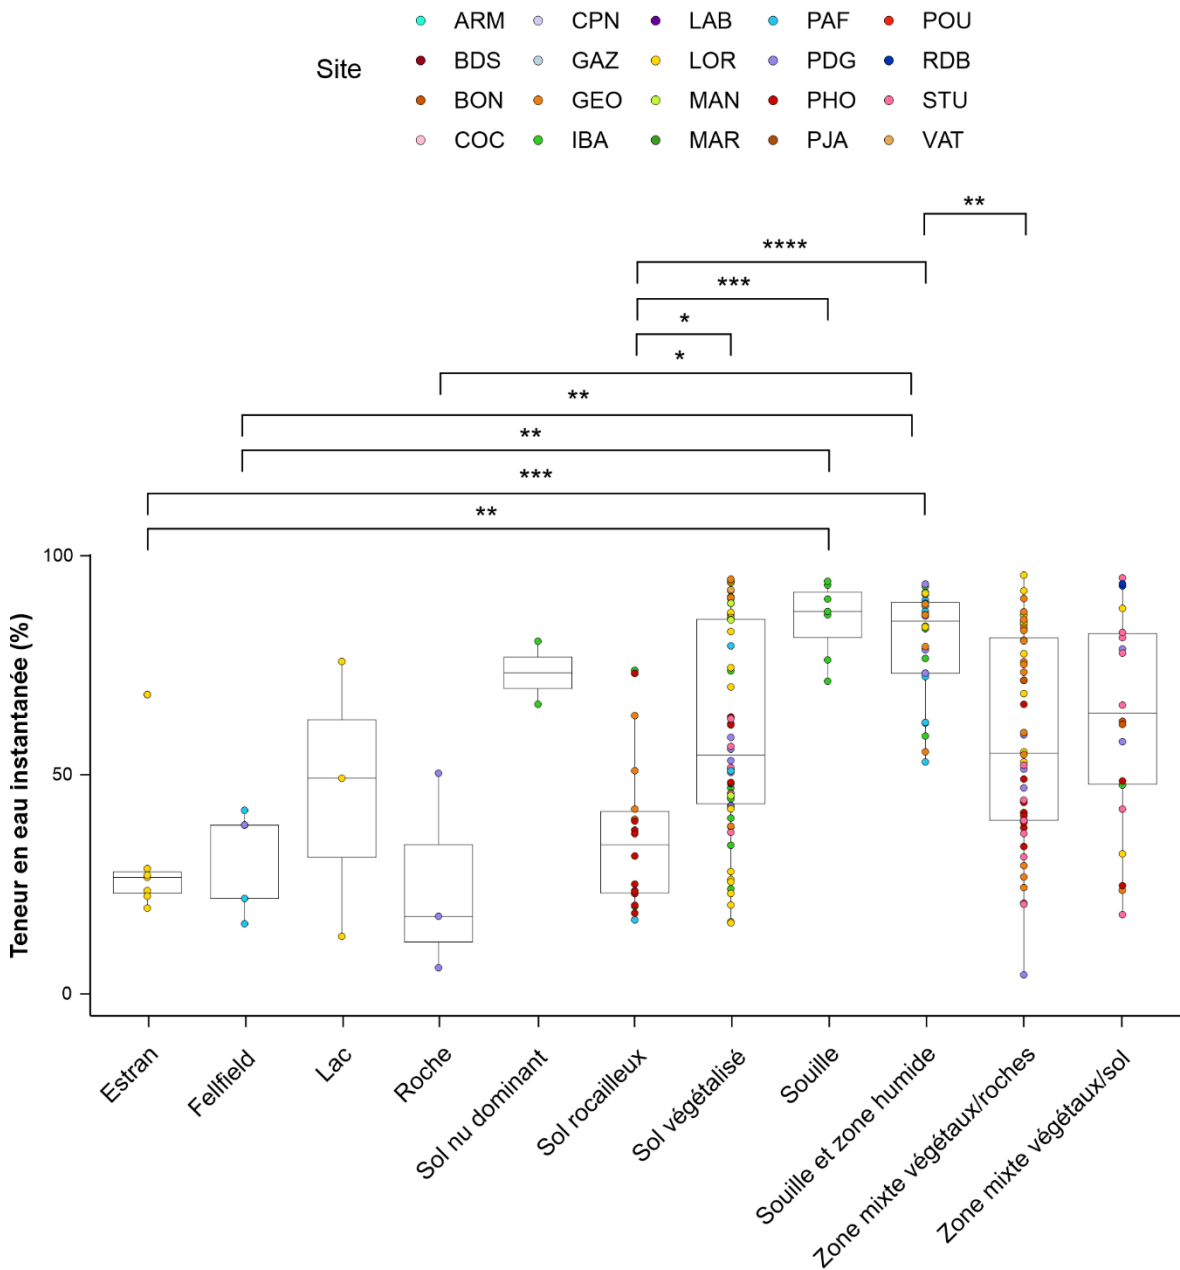 ARM CPN LAB PAF POU
Site BDS GAZ LOR PDG RDB
BON GEO MAN PHO STU
COC IBA MAR PJA VAT
**
****
***
*
*
**
**
***
**
100
50
0
Teneur en eau instantanée (%)
Estran
Fellfield
Lac
Roche
Sol nu dominant
Sol rocailleux
Sol végétalisé
Souille
Souille et zone humide
Zone mixte végétaux/roches
Zone mixte végétaux/sol